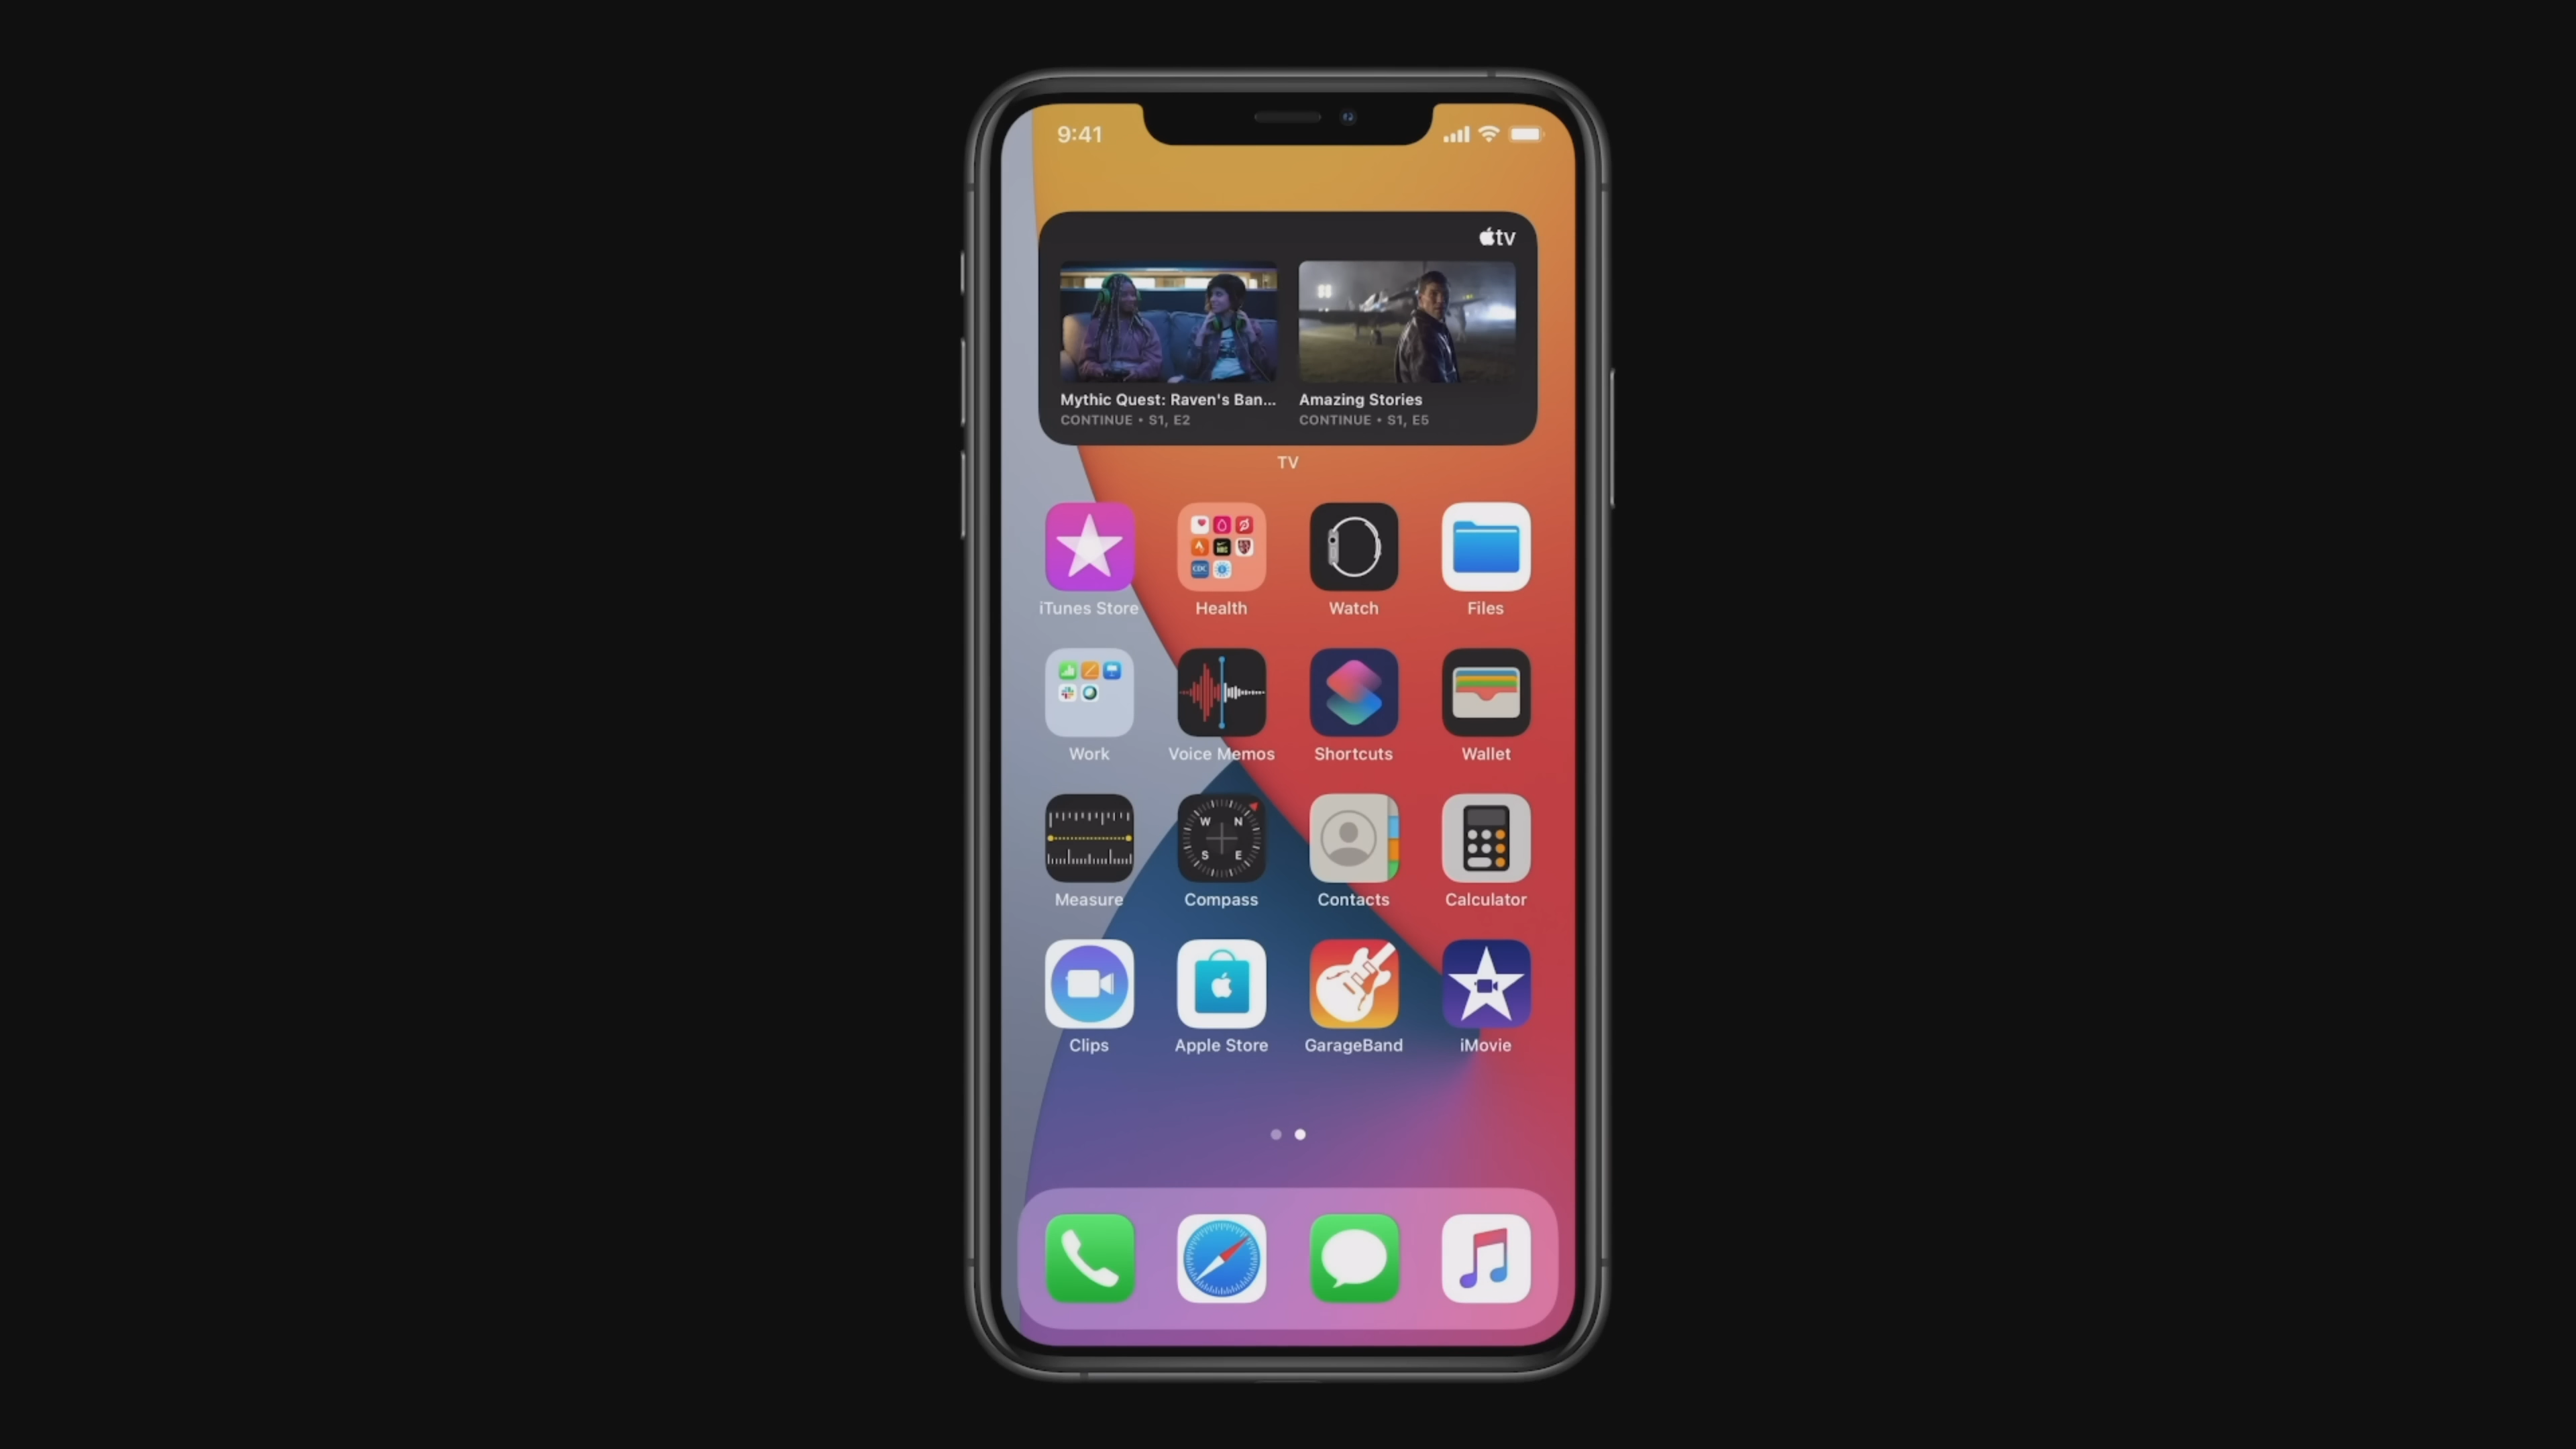 9:41
tv
Mythic Quest: Raven's Ban... Amazing Stories
CONTINUE • S1, E2 CONTINUE • S1, E5
TV
iTunes Store Health Watch Files
Work Voice Memos Shortcuts Wallet
W N
S E
Measure Compass Contacts Calculator
Clips Apple Store GarageBand iMovie